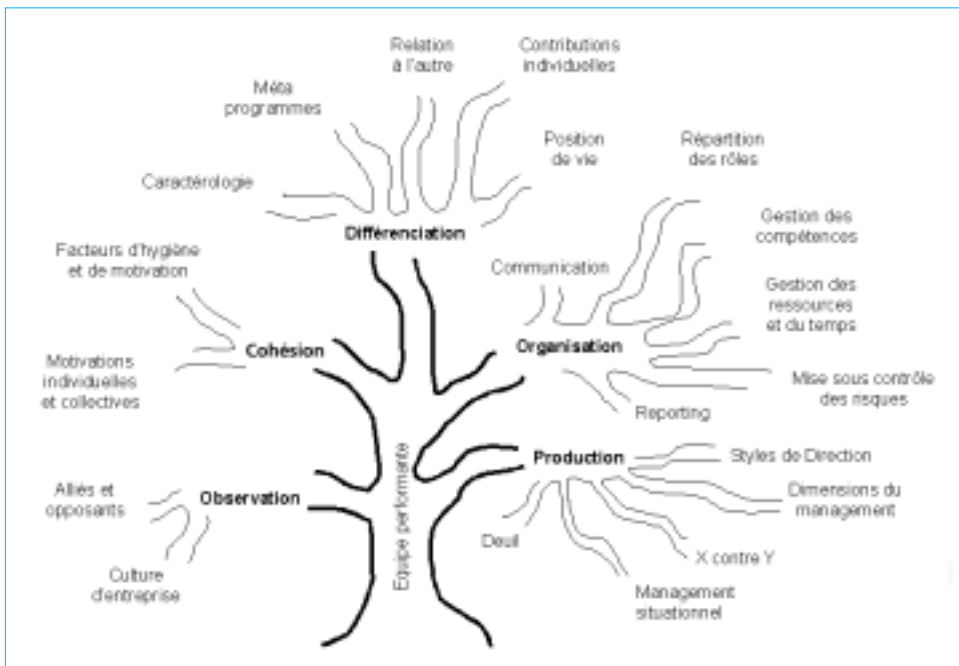 Relation
à l'autre
Contributions
individuelles
Méta
programmes
Position
de vie
Répartition
des rôles
Caractérologie
Différenciation
Gestion des
compétences
Facteurs d'hygiène
et de motivation
Communication
Gestion des
ressources
et du temps
Cohésion
Organisation
Motivations
individuelles
et collectives
Mise sous contrôle
des risques
Reporting
Production
Styles de Direction
Alliés et
opposants
Observation
Dimensions du
management
Equipe performante
Deuil
X contre Y
Culture
d'entreprise
Management
situationnel